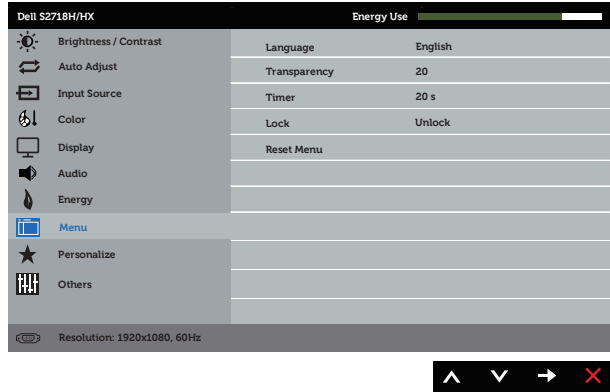 Dell S2718H/HX Energy Use
Brightness / Contrast
Auto Adjust
Input Source
Color
Display
Audio
Energy
Menu
Personalize
Others
Language English
Transparency 20
Timer 20 s
Lock Unlock
Reset Menu
Resolution: 1920x1080, 60Hz